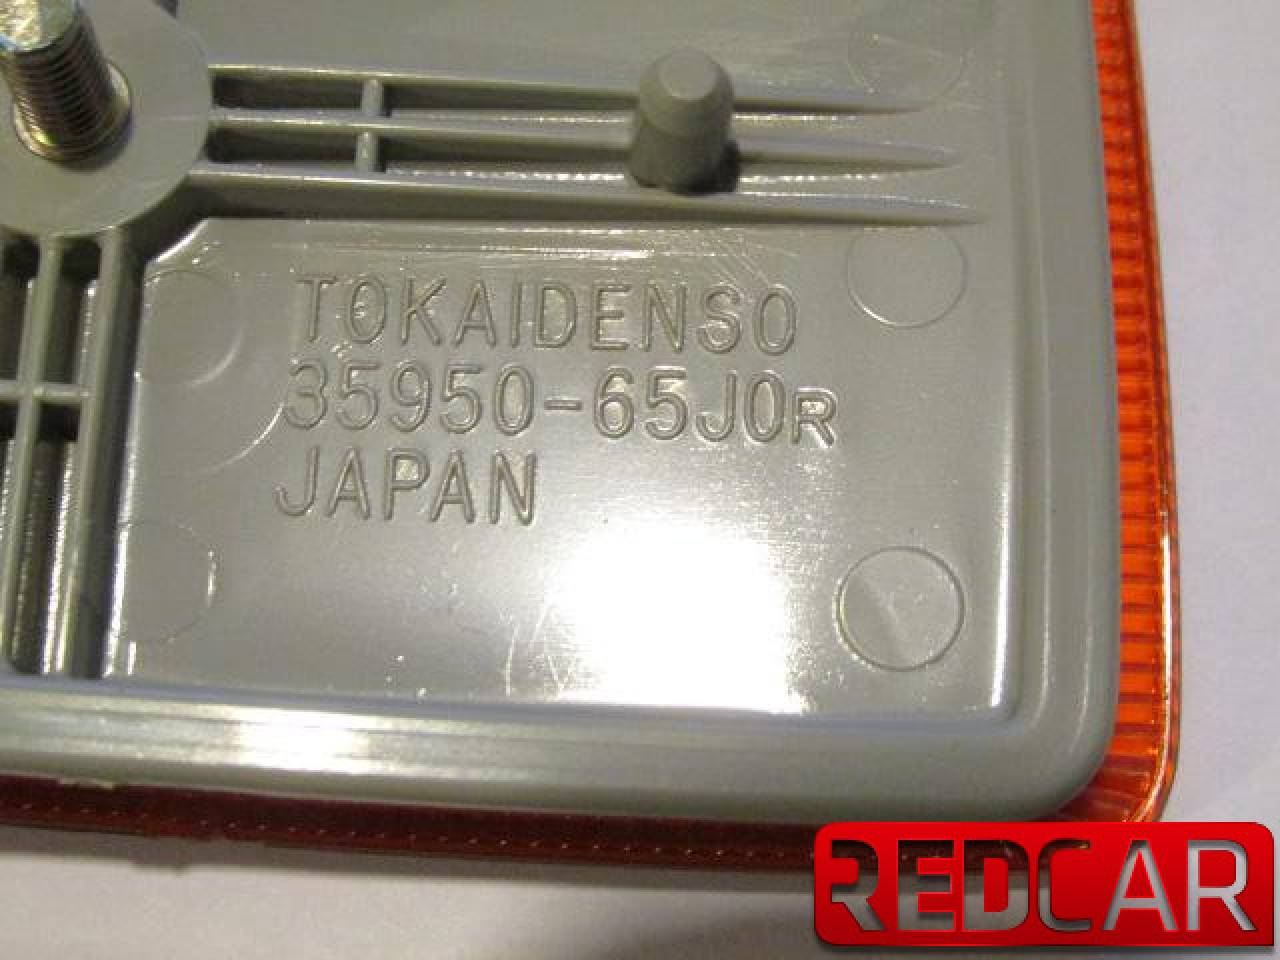 TOKAIDENSO
35950-65J0R
JAPAN
REDCAR